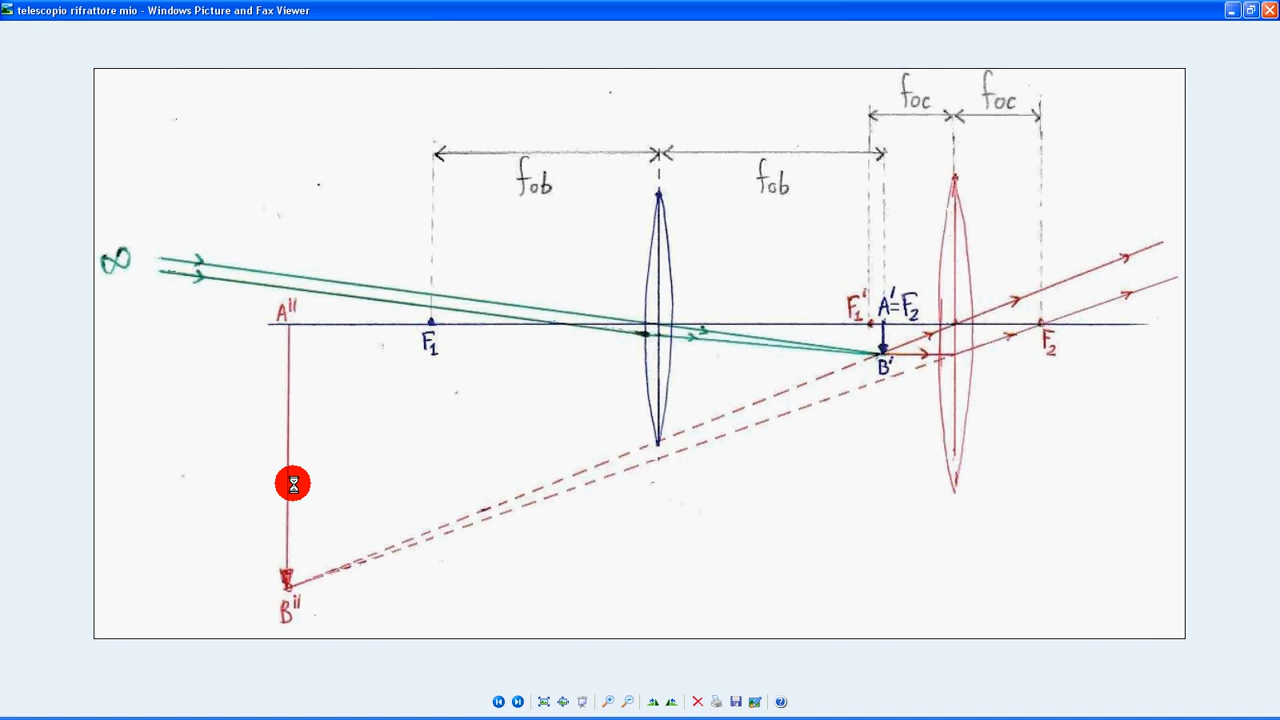 telescopio rifrattore mio - Windows Picture and Fax Viewer
foc foc
fob fob
∞
A'' F₁' A'=F₂
F₁ F₂
B'
B''